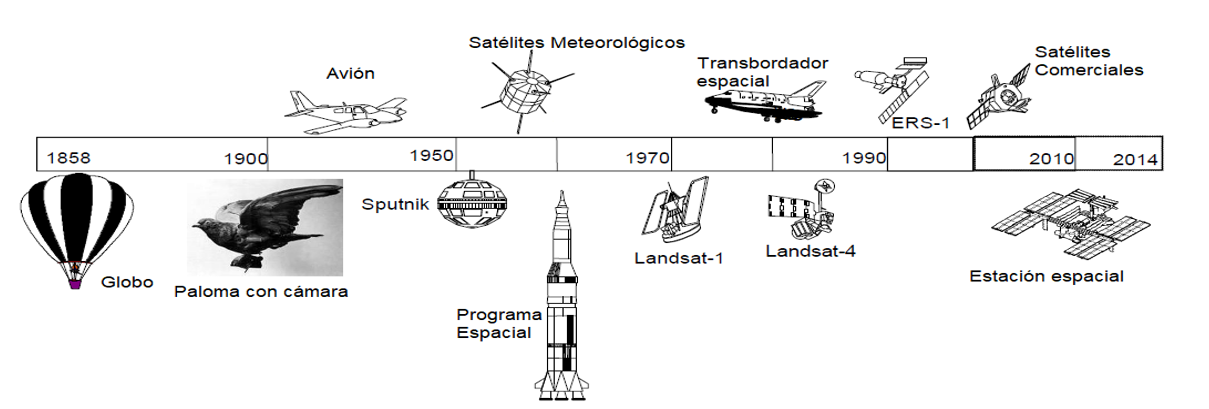 Satélites Meteorológicos
Avión
Transbordador
espacial
Satélites
Comerciales
ERS-1
1858
1900
1950
1970
1990
2010
2014
Sputnik
Globo
Paloma con cámara
Programa
Espacial
Landsat-1
Landsat-4
Estación espacial